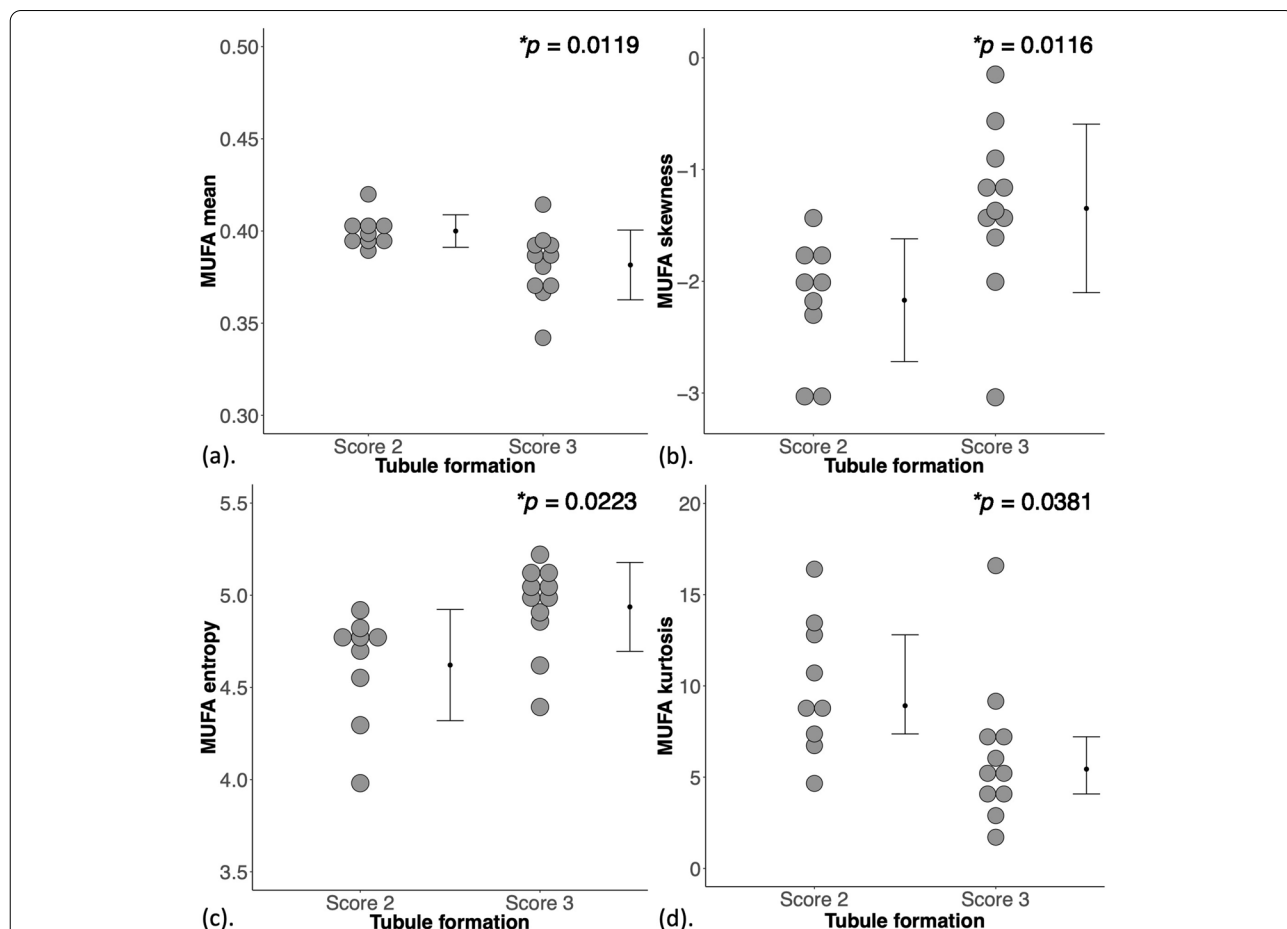 *p = 0.0119
0.50
0.45
0.40
0.35
0.30
MUFA mean
Score 2
Score 3
(a).
Tubule formation
*p = 0.0116
0
−1
−2
−3
MUFA skewness
Score 2
Score 3
(b).
Tubule formation
*p = 0.0223
5.5
5.0
4.5
4.0
3.5
MUFA entropy
Score 2
Score 3
(c).
Tubule formation
*p = 0.0381
20
15
10
5
0
MUFA kurtosis
Score 2
Score 3
(d).
Tubule formation